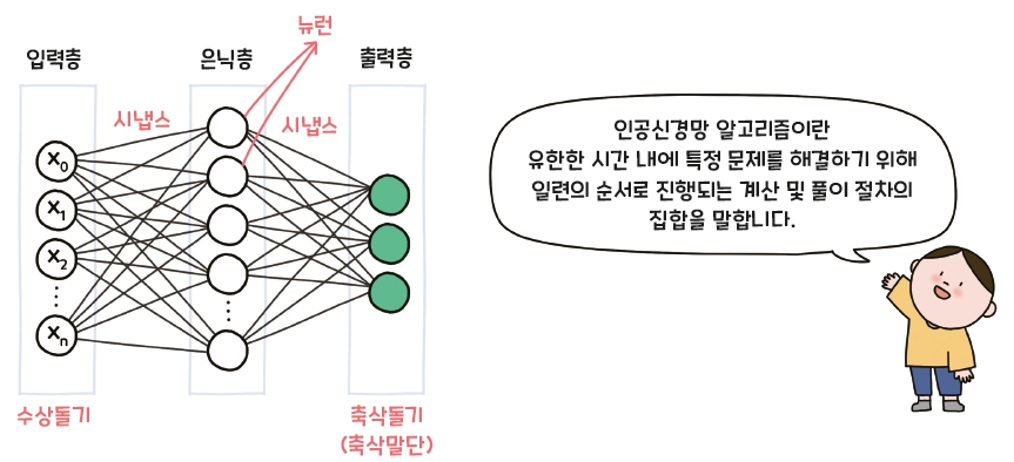 뉴런
입력층
은닉층
출력층
시냅스
시냅스
x0
x1
x2
xn
수상돌기
축삭돌기
(축삭말단)
인공신경망 알고리즘이란
유한한 시간 내에 특정 문제를 해결하기 위해
일련의 순서로 진행되는 계산 및 풀이 절차의
집합을 말합니다.